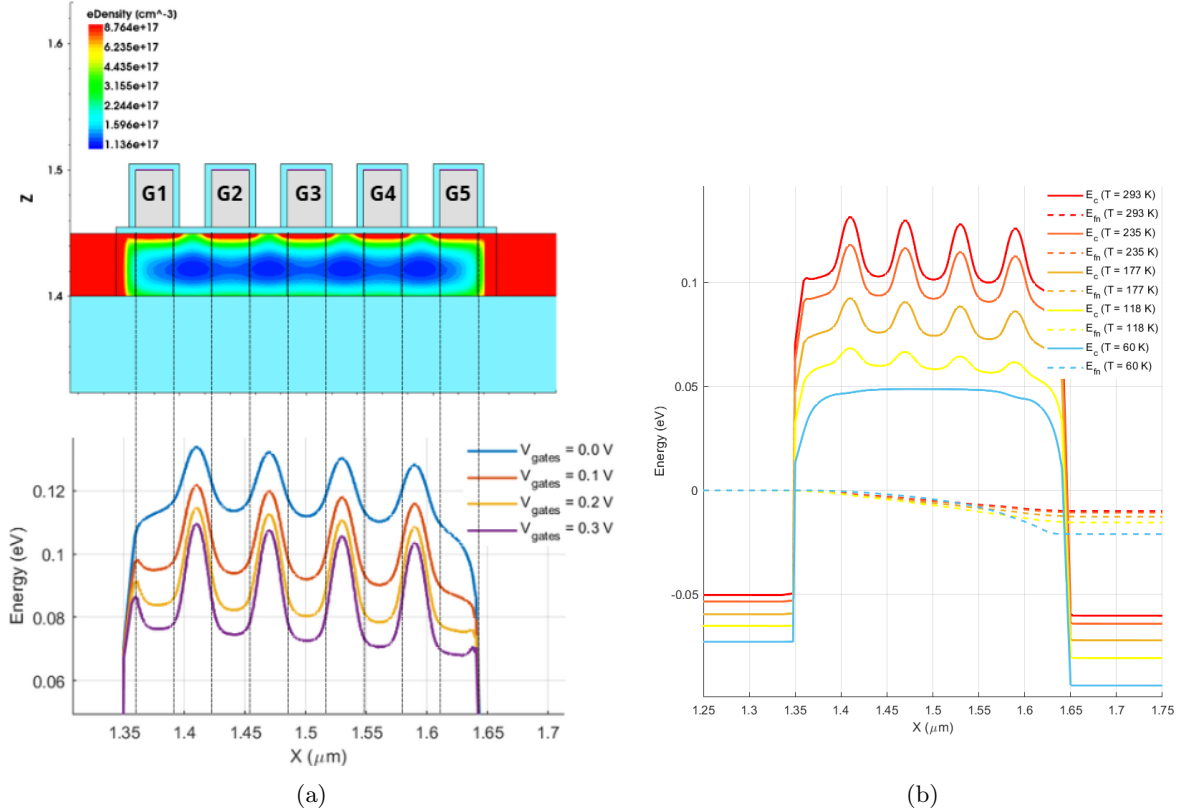 eDensity (cm^-3)
8.764e+17
6.235e+17
4.435e+17
3.155e+17
2.244e+17
1.596e+17
1.136e+17
1.6
1.5
1.4
Z
G1 G2 G3 G4 G5
V_gates = 0.0 V
V_gates = 0.1 V
V_gates = 0.2 V
V_gates = 0.3 V
0.12
0.1
0.08
0.06
Energy (eV)
1.35 1.4 1.45 1.5 1.55 1.6 1.65 1.7
X (μm)
(a)
E_c (T = 293 K)
E_fn (T = 293 K)
E_c (T = 235 K)
E_fn (T = 235 K)
E_c (T = 177 K)
E_fn (T = 177 K)
E_c (T = 118 K)
E_fn (T = 118 K)
E_c (T = 60 K)
E_fn (T = 60 K)
0.1
0.05
0
-0.05
Energy (eV)
1.25 1.3 1.35 1.4 1.45 1.5 1.55 1.6 1.65 1.7 1.75
X (μm)
(b)